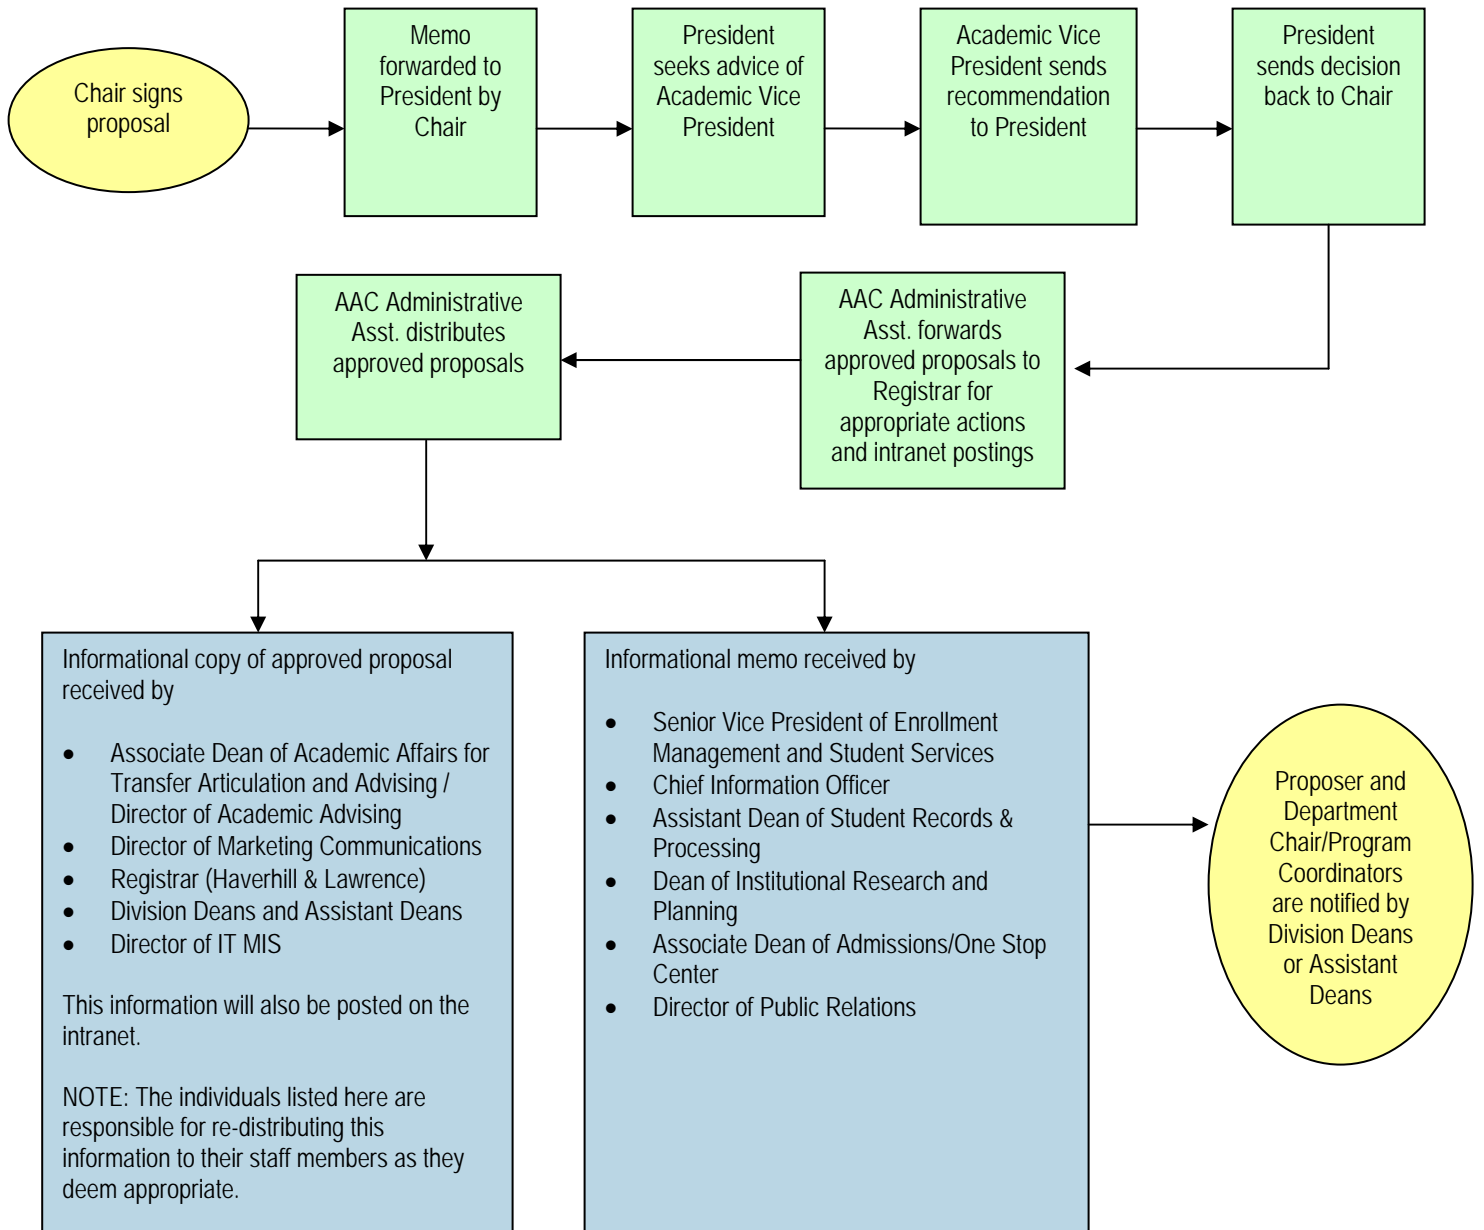 Chair signs
proposal
Memo
forwarded to
President by
Chair
President
seeks advice of
Academic Vice
President
Academic Vice
President sends
recommendation
to President
President
sends decision
back to Chair
AAC Administrative
Asst. distributes
approved proposals
AAC Administrative
Asst. forwards
approved proposals to
Registrar for
appropriate actions
and intranet postings
Informational copy of approved proposal
received by
• Associate Dean of Academic Affairs for
Transfer Articulation and Advising /
Director of Academic Advising
• Director of Marketing Communications
• Registrar (Haverhill & Lawrence)
• Division Deans and Assistant Deans
• Director of IT MIS
This information will also be posted on the
intranet.
NOTE: The individuals listed here are
responsible for re-distributing this
information to their staff members as they
deem appropriate.
Informational memo received by
• Senior Vice President of Enrollment
Management and Student Services
• Chief Information Officer
• Assistant Dean of Student Records &
Processing
• Dean of Institutional Research and
Planning
• Associate Dean of Admissions/One Stop
Center
• Director of Public Relations
Proposer and
Department
Chair/Program
Coordinators
are notified by
Division Deans
or Assistant
Deans